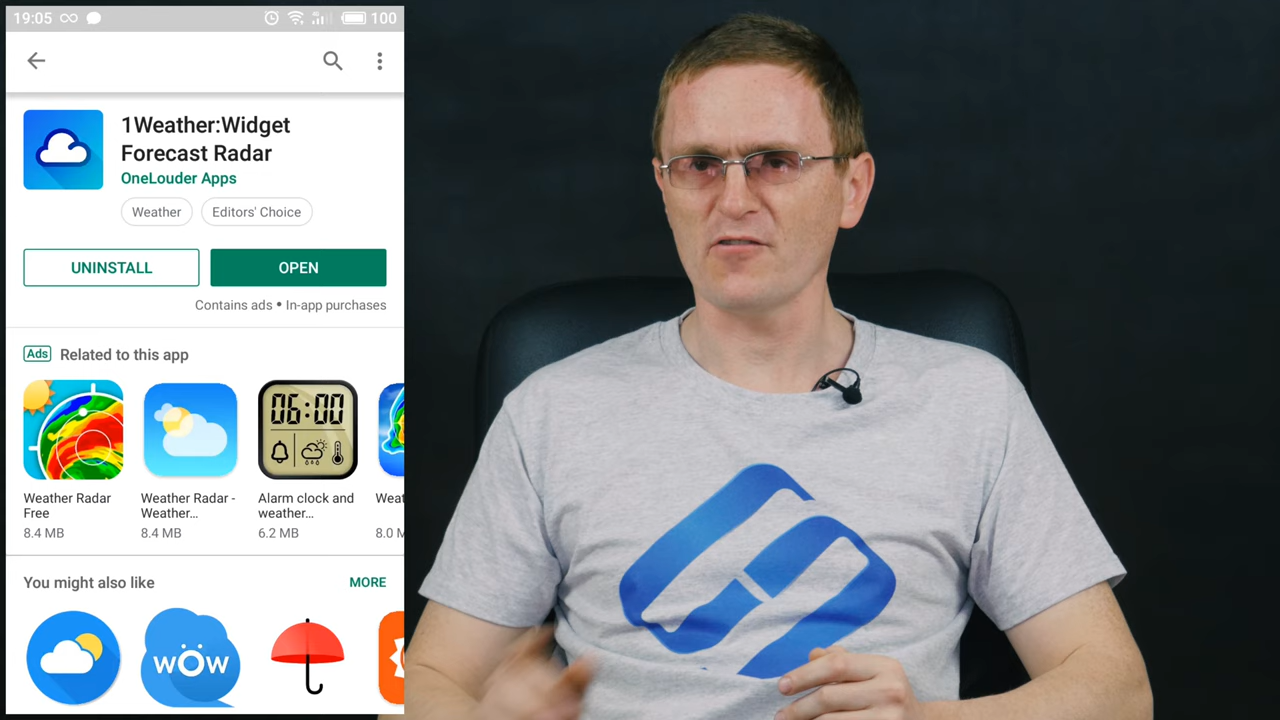 19:05
100
1Weather:Widget
Forecast Radar
OneLouder Apps
Weather
Editors' Choice
UNINSTALL
OPEN
Contains ads • In-app purchases
Ads
Related to this app
06:00
Weather Radar
Free
8.4 MB
Weather Radar -
Weather...
8.4 MB
Alarm clock and
weather...
6.2 MB
8.0
You might also like
MORE
WOW